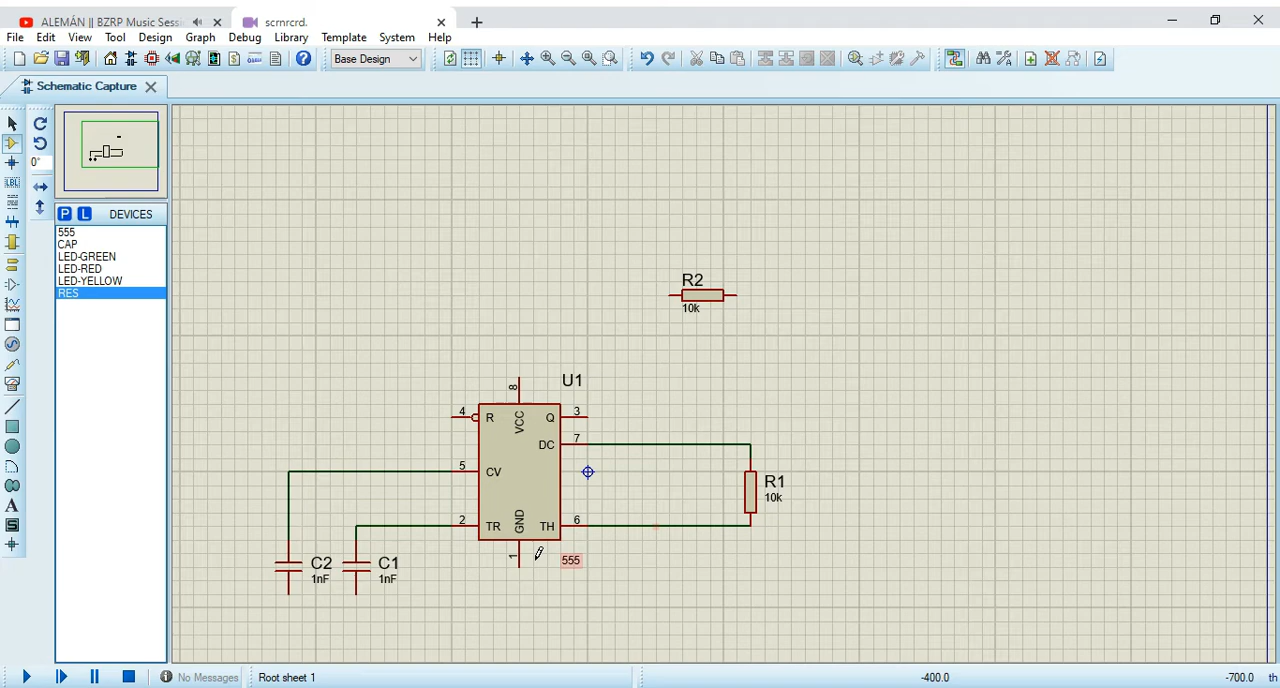 ALEMÁN || BZRP Music Sessi
scrnrcrd.
File Edit View Tool Design Graph Debug Library Template System Help
Base Design
Schematic Capture
0°
LBL
P L DEVICES
555
CAP
LED-GREEN
LED-RED
LED-YELLOW
RES
A
S
R2
10k
U1
8
4 R VCC Q 3
DC 7
5 CV
R1
10k
2 TR GND TH 6
1
555
C2
1nF
C1
1nF
No Messages
Root sheet 1
-400.0
-700.0
th